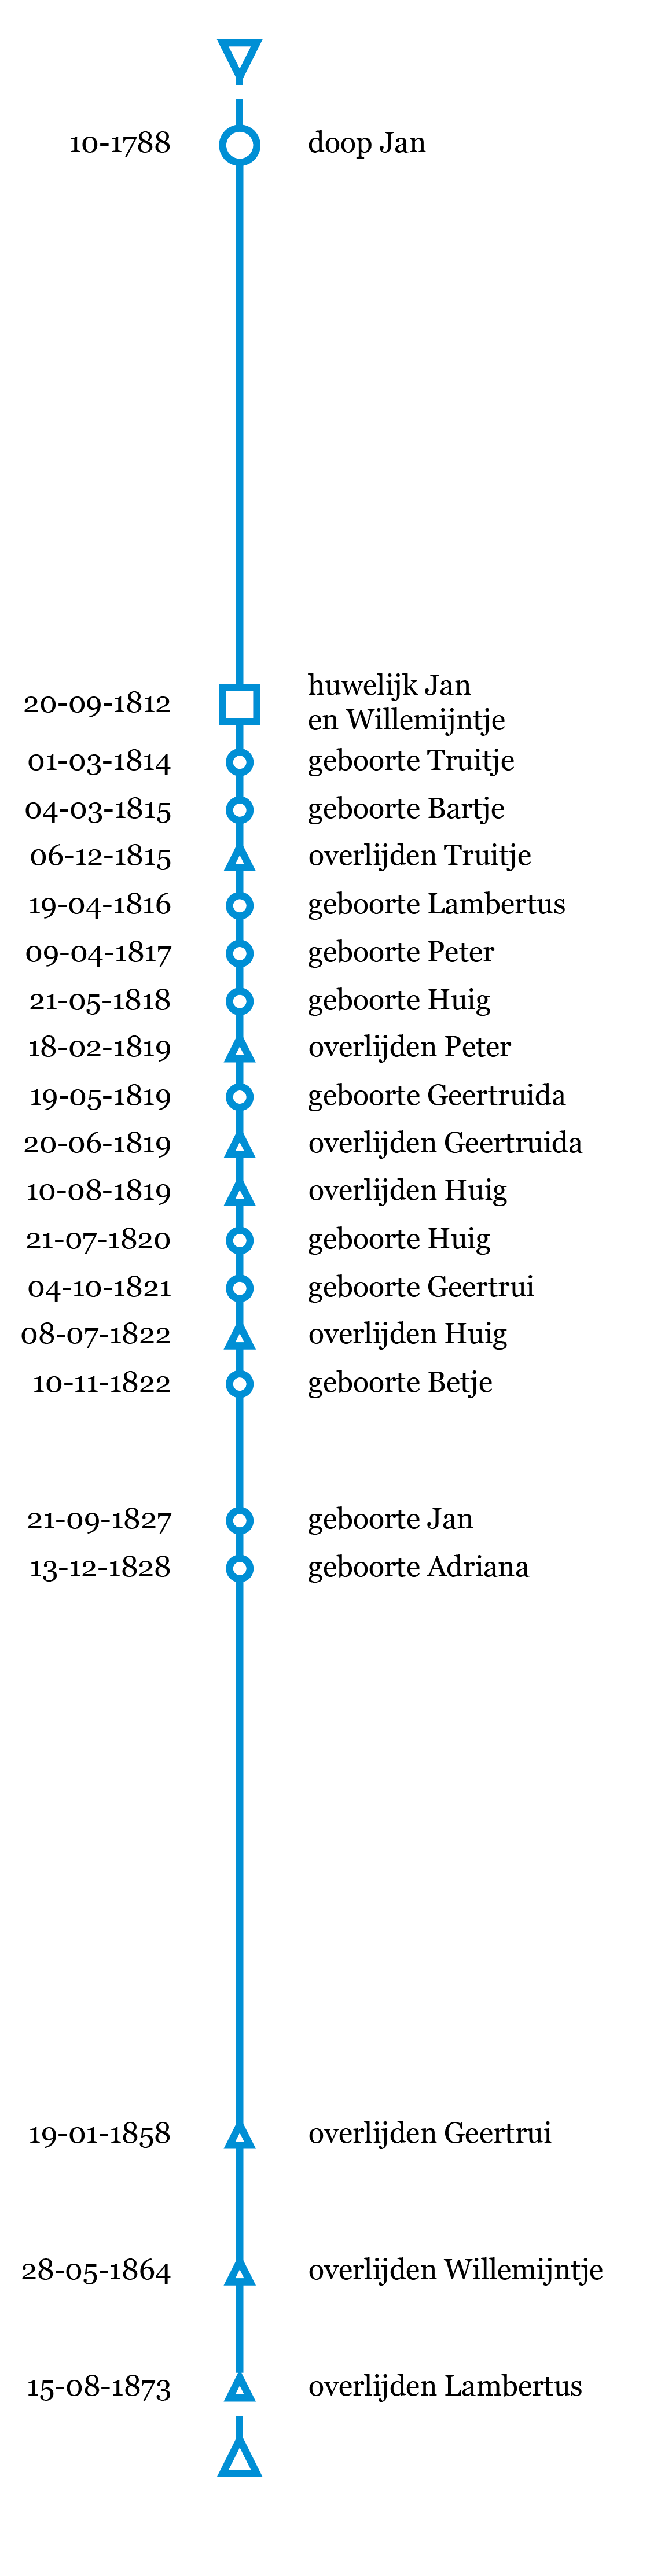 10-1788 doop Jan
huwelijk Jan
20-09-1812
en Willemijntje
01-03-1814 geboorte Truitje
04-03-1815 geboorte Bartje
06-12-1815 overlijden Truitje
19-04-1816 geboorte Lambertus
09-04-1817 geboorte Peter
21-05-1818 geboorte Huig
18-02-1819 overlijden Peter
19-05-1819 geboorte Geertruida
20-06-1819 overlijden Geertruida
10-08-1819 overlijden Huig
21-07-1820 geboorte Huig
04-10-1821 geboorte Geertrui
08-07-1822 overlijden Huig
10-11-1822 geboorte Betje
21-09-1827 geboorte Jan
13-12-1828 geboorte Adriana
19-01-1858 overlijden Geertrui
28-05-1864 overlijden Willemijntje
15-08-1873 overlijden Lambertus